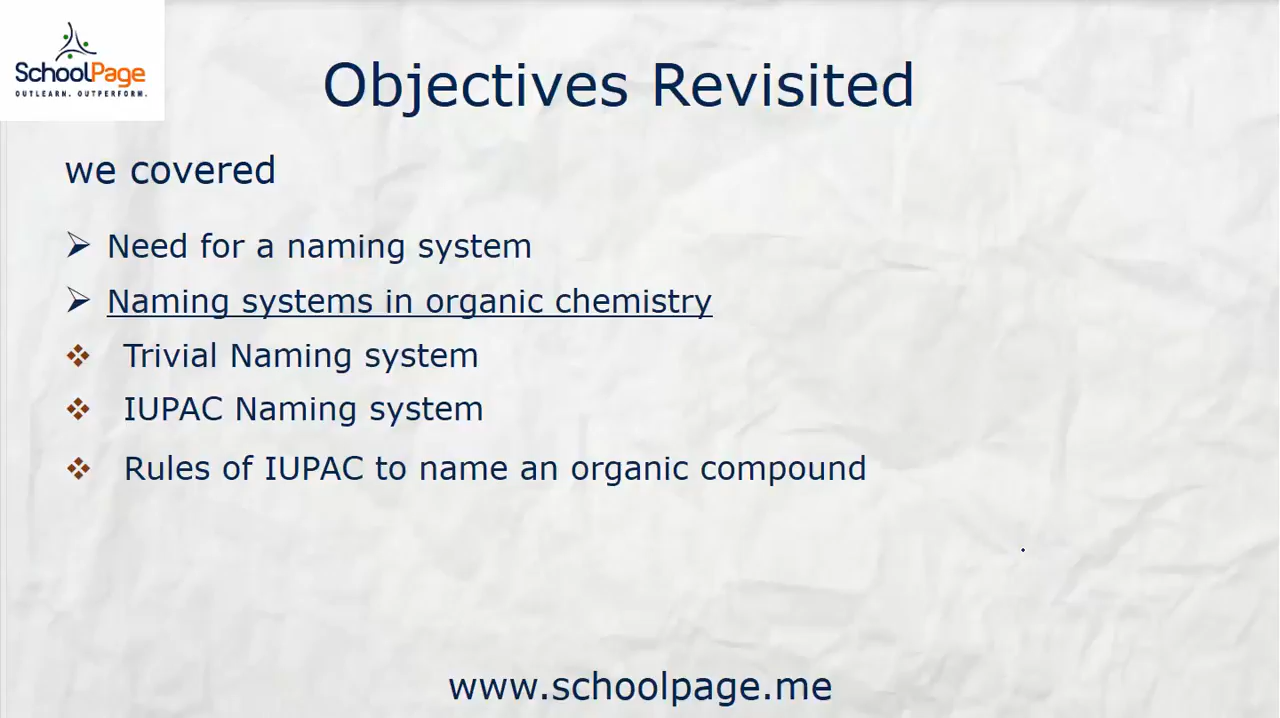 SchoolPage
OUTLEARN. OUTPERFORM.
Objectives Revisited
we covered
Need for a naming system
Naming systems in organic chemistry
Trivial Naming system
IUPAC Naming system
Rules of IUPAC to name an organic compound
www.schoolpage.me